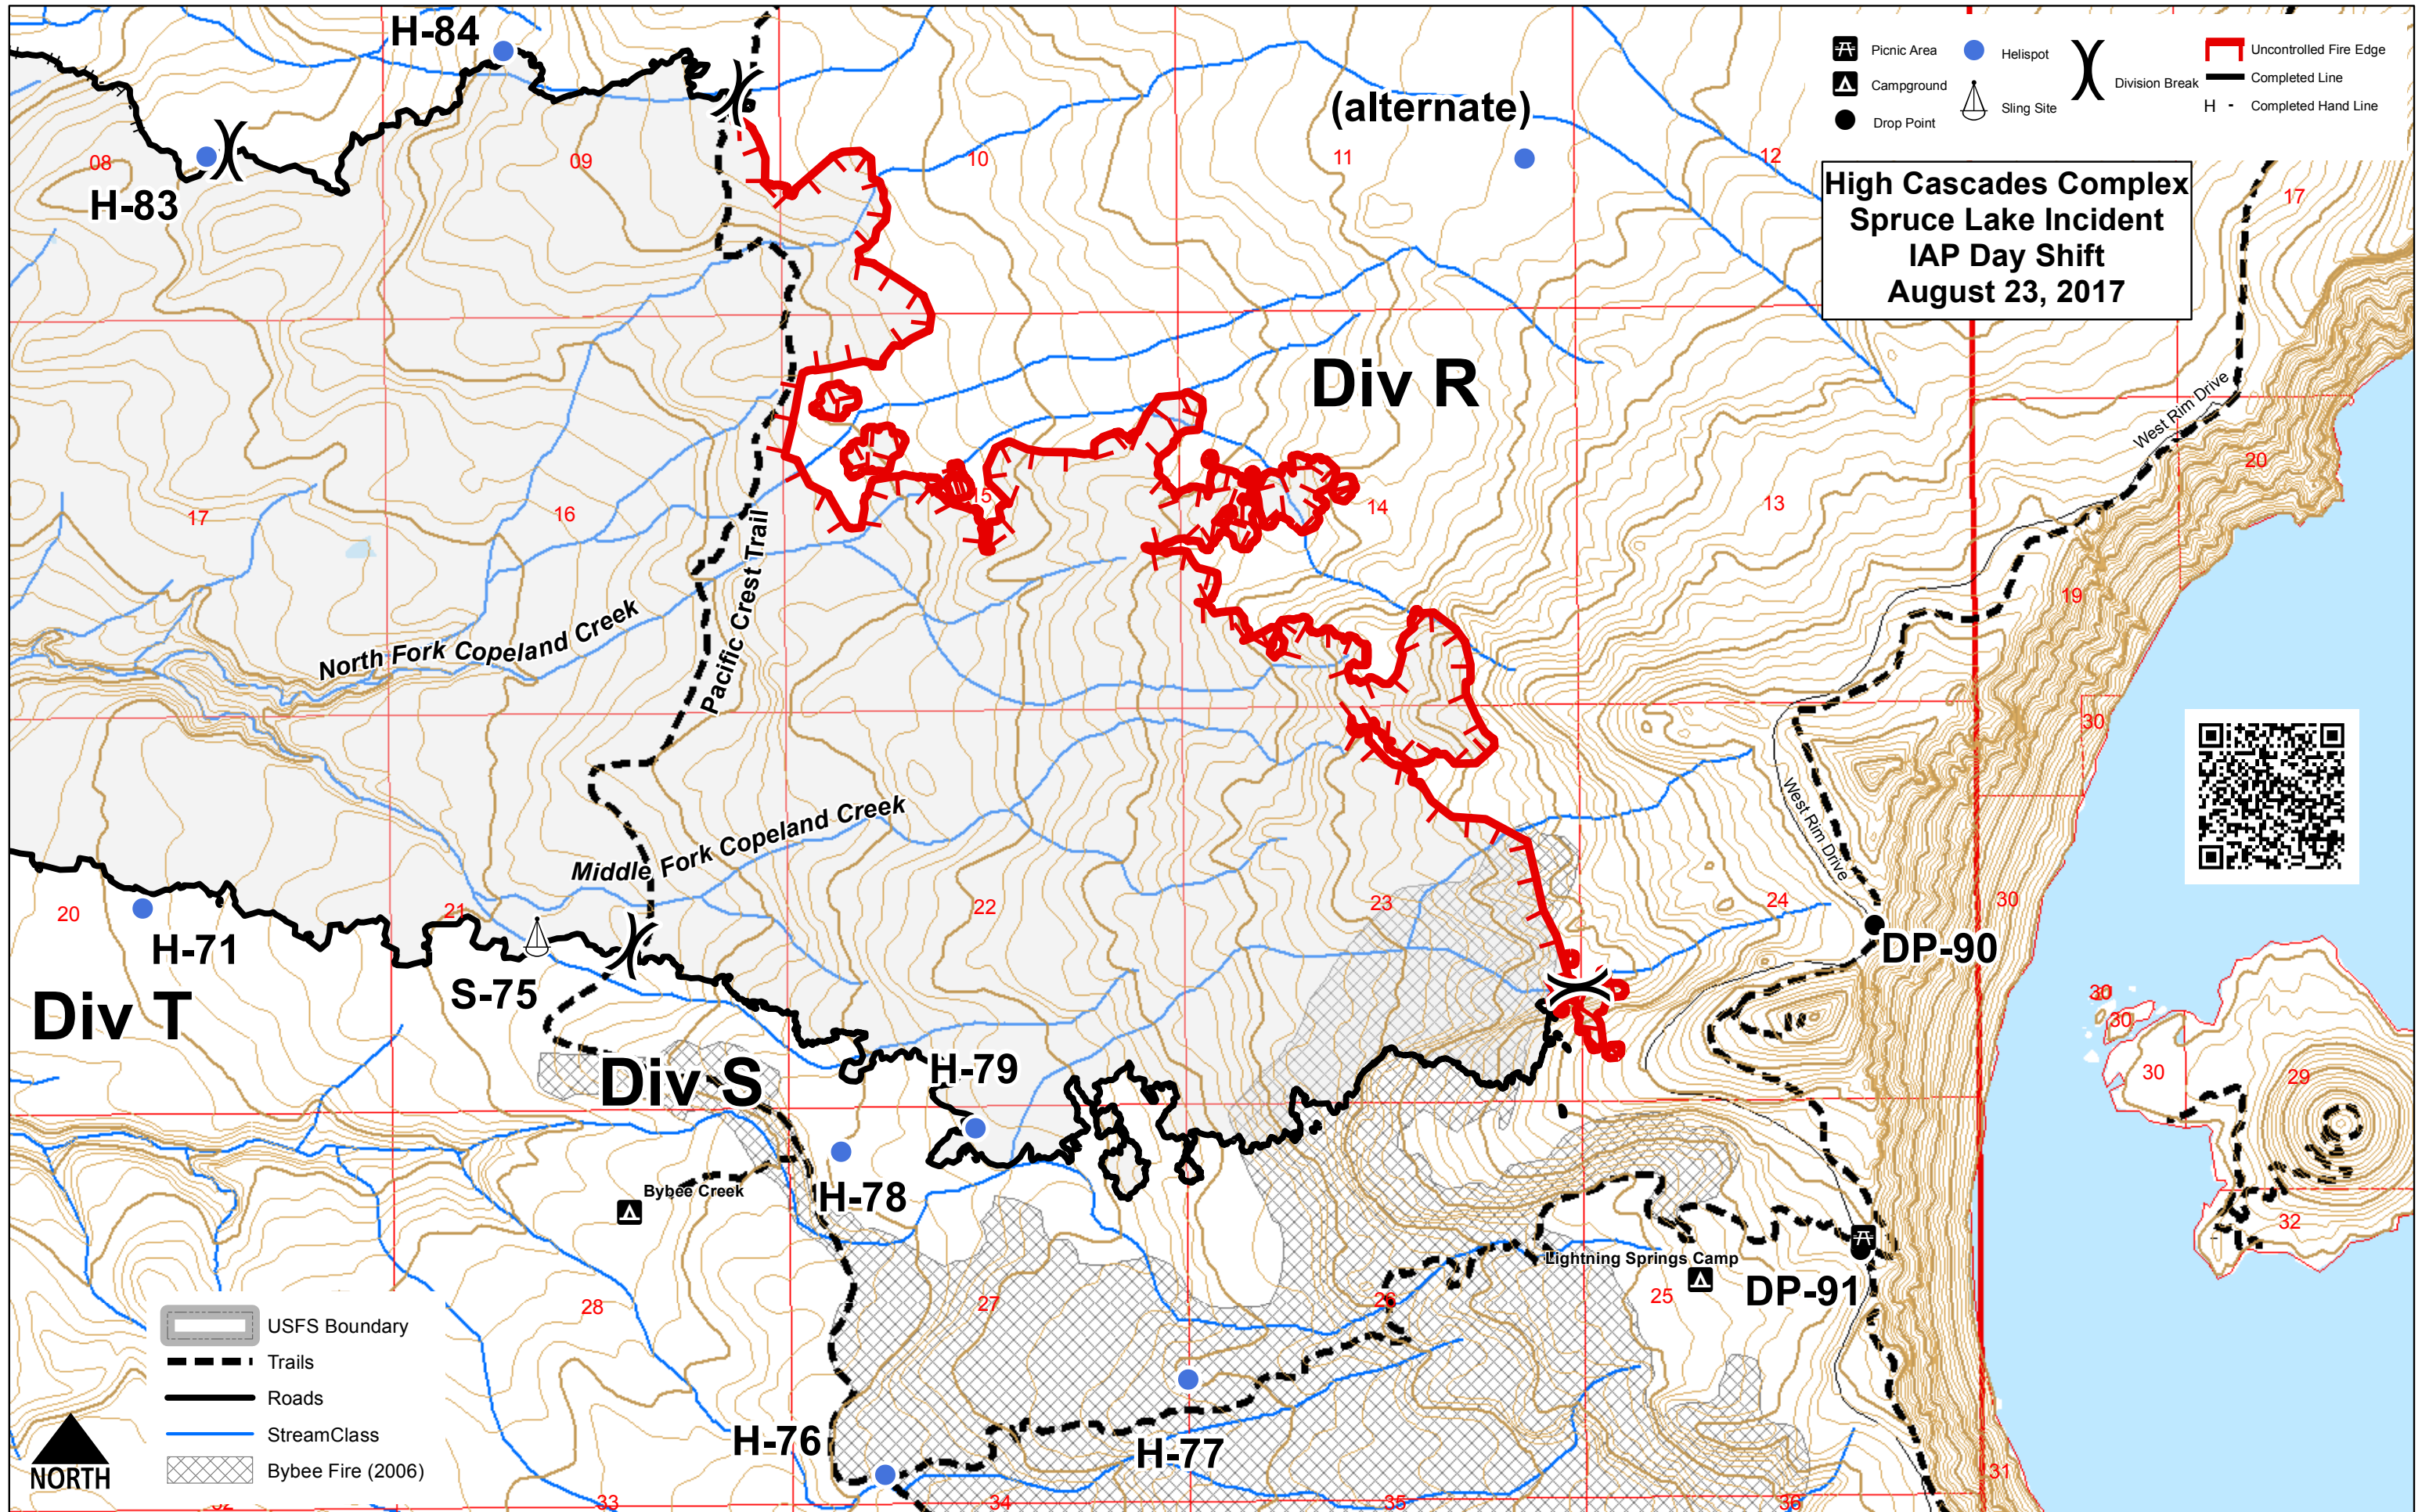 H-84
(alternate)
Picnic Area
Helispot
Division Break
Uncontrolled Fire Edge
Campground
Completed Line
Drop Point
Sling Site
H -
Completed Hand Line
08
09
10
11
12
17
H-83
High Cascades Complex
Spruce Lake Incident
IAP Day Shift
August 23, 2017
Div R
West Rim Drive
20
17
16
15
14
13
19
Pacific Crest Trail
North Fork Copeland Creek
30
West Rim Drive
Middle Fork Copeland Creek
20
21
22
23
24
30
H-71
S-75
DP-90
Div T
Div S
H-79
30
30
30
29
Bybee Creek
H-78
32
Lightning Springs Camp
DP-91
28
27
26
25
USFS Boundary
Trails
Roads
StreamClass
Bybee Fire (2006)
NORTH
H-76
H-77
31
32
33
34
35
36